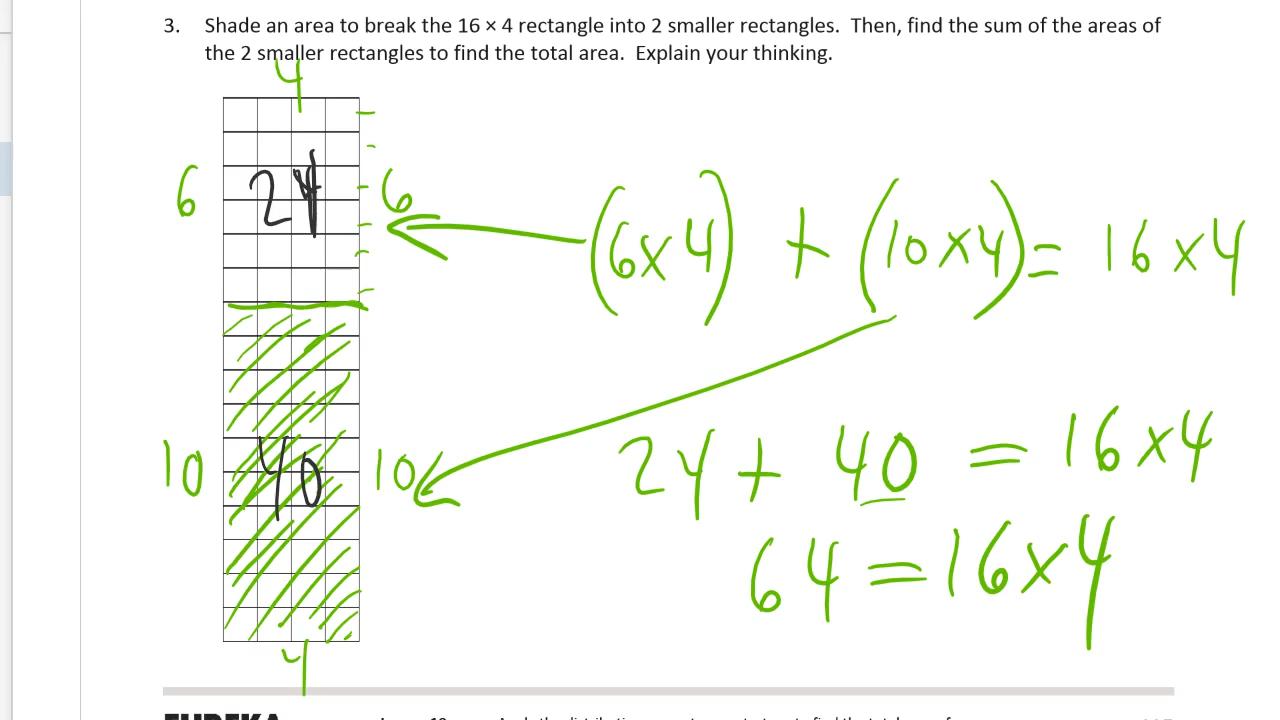 3. Shade an area to break the 16 × 4 rectangle into 2 smaller rectangles. Then, find the sum of the areas of
the 2 smaller rectangles to find the total area. Explain your thinking.
4
6 24 6
(6x4) + (10x4) = 16x4
10 40 10
24 + 40 = 16x4
64 = 16x4
4
EUREKA